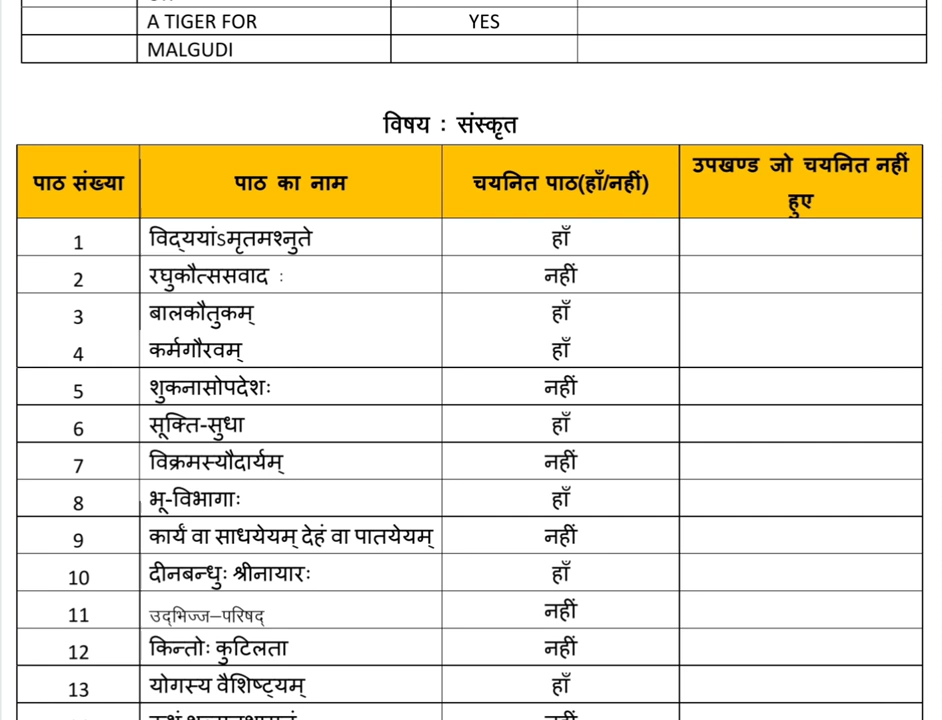 A TIGER FOR YES
MALGUDI
विषय : संस्कृत
पाठ संख्या पाठ का नाम चयनित पाठ(हाँ/नहीं) उपखण्ड जो चयनित नहीं
हुए
1 विद्ययांऽमृतमश्नुते हाँ
2 रघुकौत्ससवाद : नहीं
3 बालकौतुकम् हाँ
4 कर्मगौरवम् हाँ
5 शुकनासोपदेशः नहीं
6 सूक्ति-सुधा हाँ
7 विक्रमस्यौदार्यम् नहीं
8 भू-विभागाः हाँ
9 कार्यं वा साधयेयम् देहं वा पातयेयम् नहीं
10 दीनबन्धुः श्रीनायारः हाँ
11 उद्भिज्ज–परिषद् नहीं
12 किन्तोः कुटिलता नहीं
13 योगस्य वैशिष्ट्यम् हाँ